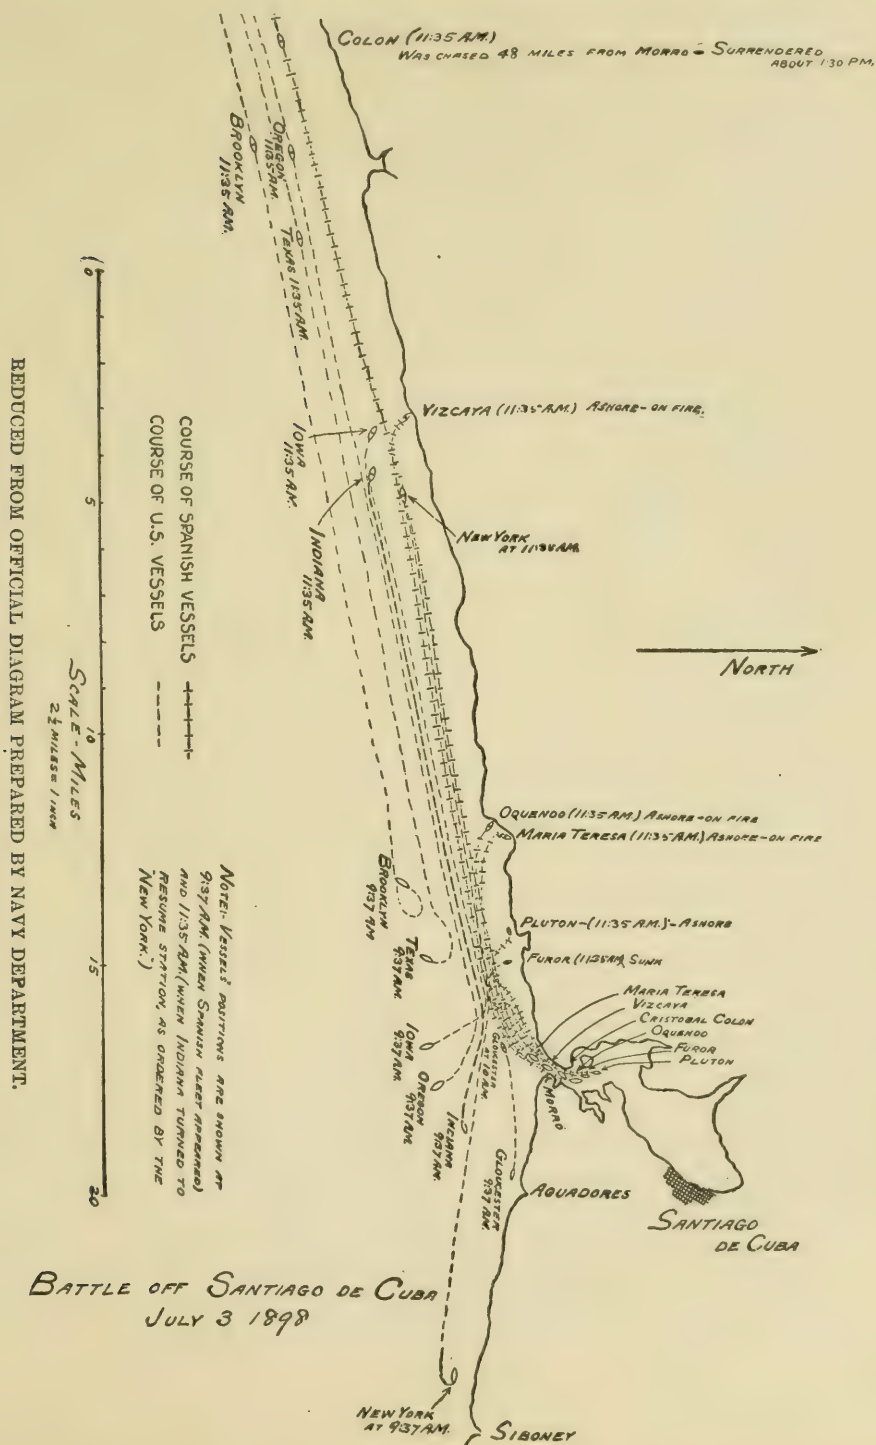 COLON (11:35 A.M.)
WAS CHASED 48 MILES FROM MORRO - SURRENDERED
ABOUT 1:30 P.M.
BROOKLYN
11:35 A.M.
OREGON
11:35 A.M.
TEXAS 11:35 A.M.
VIZCAYA (11:35 A.M.) ASHORE - ON FIRE.
IOWA
11:35 A.M.
INDIANA
11:35 A.M.
NEW YORK
AT 11:35 A.M.
NORTH
COURSE OF SPANISH VESSELS
COURSE OF U.S. VESSELS
0
5
10
15
20
SCALE - MILES
2½ MILES = 1 INCH
OQUENDO (11:35 A.M.) ASHORE - ON FIRE
MARIA TERESA (11:35 A.M.) ASHORE - ON FIRE
BROOKLYN
9:37 A.M.
TEXAS
9:37 A.M.
PLUTON - (11:35 A.M.) - ASHORE
FUROR (11:35 A.M.) SUNK
MARIA TERESA
VIZCAYA
CRISTOBAL COLON
OQUENDO
FUROR
PLUTON
MORRO
IOWA
9:37 A.M.
OREGON
9:37 A.M.
INDIANA
9:37 A.M.
GLOUCESTER
AT 10 A.M.
GLOUCESTER
9:37 A.M.
AGUADORES
SANTIAGO
DE CUBA
NOTE:- VESSELS' POSITIONS ARE SHOWN AT
9:37 A.M. (WHEN SPANISH FLEET APPEARED)
AND 11:35 A.M. (WHEN INDIANA TURNED TO
RESUME STATION, AS ORDERED BY THE
"NEW YORK.")
BATTLE OFF SANTIAGO DE CUBA
JULY 3 1898
NEW YORK
AT 9:37 A.M.
SIBONEY
REDUCED FROM OFFICIAL DIAGRAM PREPARED BY NAVY DEPARTMENT.